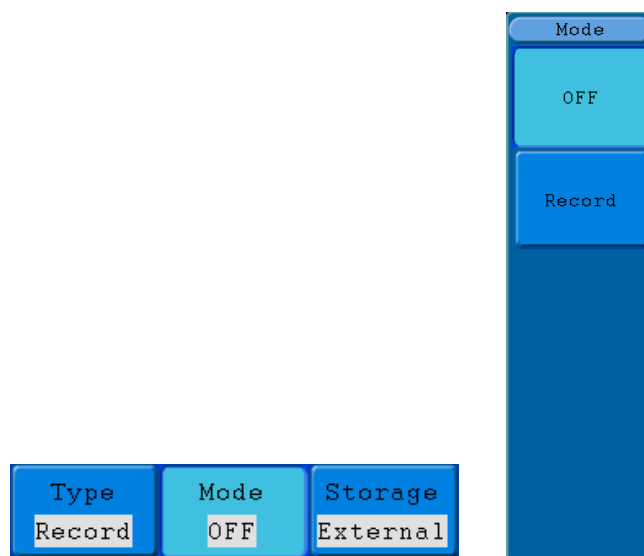 Mode
OFF
Record
Type
Mode
Storage
Record
OFF
External